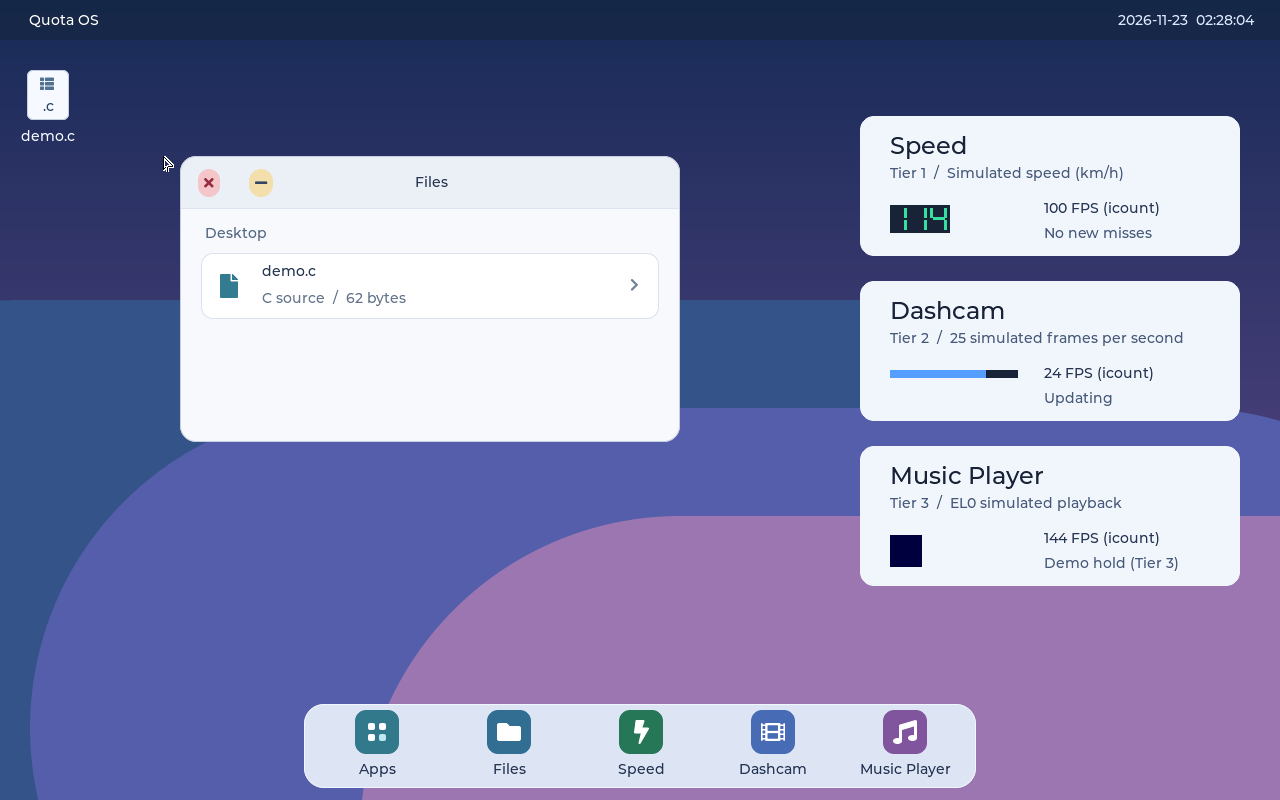 Quota OS
2026-11-23 02:28:04
.c
demo.c
Files
Desktop
demo.c
C source / 62 bytes
Speed
Tier 1 / Simulated speed (km/h)
114
100 FPS (icount)
No new misses
Dashcam
Tier 2 / 25 simulated frames per second
24 FPS (icount)
Updating
Music Player
Tier 3 / EL0 simulated playback
144 FPS (icount)
Demo hold (Tier 3)
Apps
Files
Speed
Dashcam
Music Player